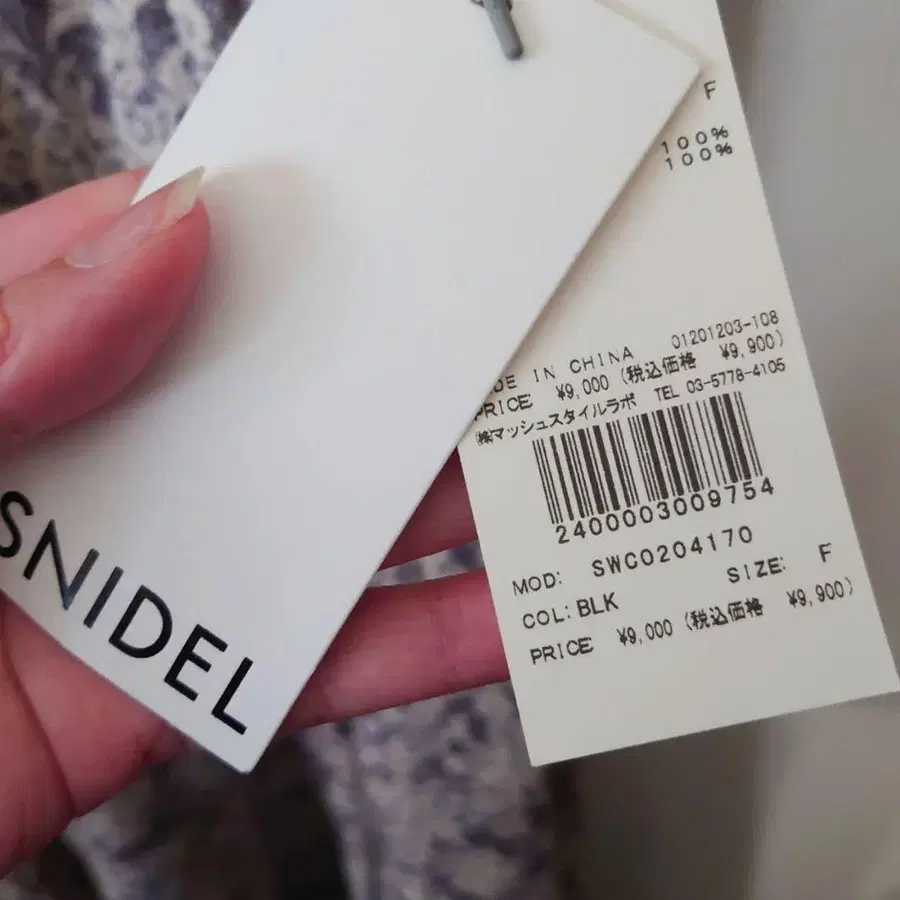 SNIDEL
F
100%
100%
01201203-108
DE IN CHINA
PRICE: ¥9,000 (税込価格 ¥9,900)
㈱マッシュスタイルラボ TEL 03-5778-4105
2400003009754
MOD: SWCO204170
COL: BLK SIZE: F
PRICE: ¥9,000 (税込価格 ¥9,900)